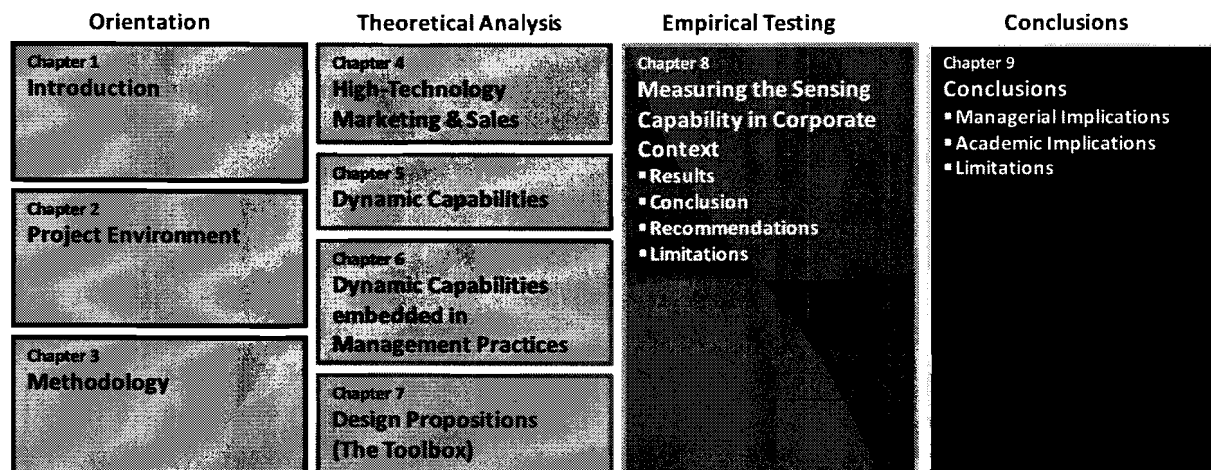 Orientation
Chapter 1
Introduction
Chapter 2
Project Environment
Chapter 3
Methodology
Theoretical Analysis
Chapter 4
High-Technology
Marketing & Sales
Chapter 5
Dynamic Capabilities
Chapter 6
Dynamic Capabilities
embedded in
Management Practices
Chapter 7
Design Propositions
(The Toolbox)
Empirical Testing
Chapter 8
Measuring the Sensing
Capability in Corporate
Context
▪ Results
▪ Conclusion
▪ Recommendations
▪ Limitations
Conclusions
Chapter 9
Conclusions
▪ Managerial Implications
▪ Academic Implications
▪ Limitations